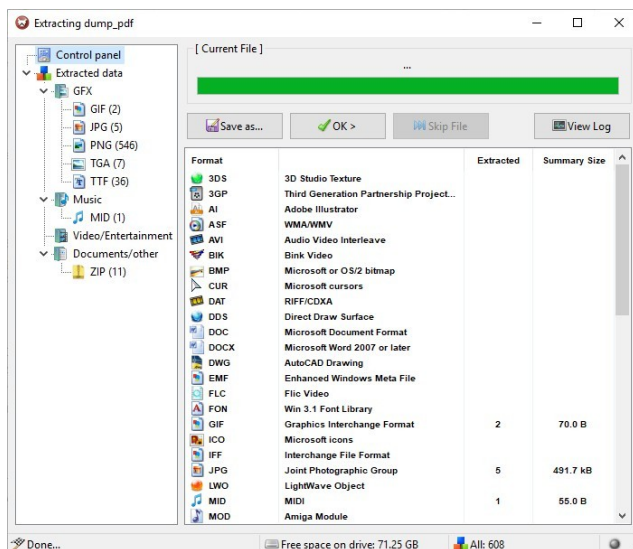 Extracting dump_pdf
Control panel
Extracted data
GFX
GIF (2)
JPG (5)
PNG (546)
TGA (7)
TTF (36)
Music
MID (1)
Video/Entertainment
Documents/other
ZIP (11)
[ Current File ]
...
Save as... OK > Skip File View Log
Format Extracted Summary Size
3DS 3D Studio Texture
3GP Third Generation Partnership Project...
AI Adobe Illustrator
ASF WMA/WMV
AVI Audio Video Interleave
BIK Bink Video
BMP Microsoft or OS/2 bitmap
CUR Microsoft cursors
DAT RIFF/CDXA
DDS Direct Draw Surface
DOC Microsoft Document Format
DOCX Microsoft Word 2007 or later
DWG AutoCAD Drawing
EMF Enhanced Windows Meta File
FLC Flic Video
FON Win 3.1 Font Library
GIF Graphics Interchange Format 2 70.0 B
ICO Microsoft icons
IFF Interchange File Format
JPG Joint Photographic Group 5 491.7 kB
LWO LightWave Object
MID MIDI 1 55.0 B
MOD Amiga Module
Done... Free space on drive: 71.25 GB All: 608